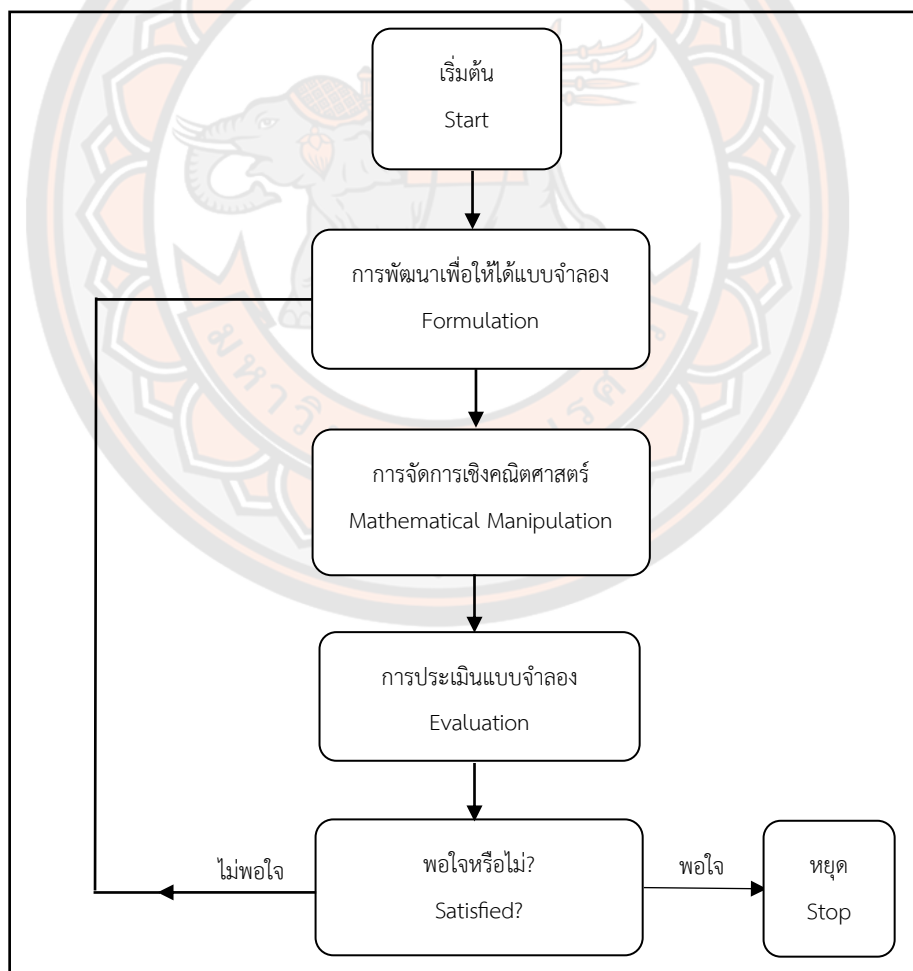 เริ่มต้น
Start
การพัฒนาเพื่อให้ได้แบบจำลอง
Formulation
การจัดการเชิงคณิตศาสตร์
Mathematical Manipulation
การประเมินแบบจำลอง
Evaluation
พอใจหรือไม่?
Satisfied?
ไม่พอใจ
พอใจ
หยุด
Stop